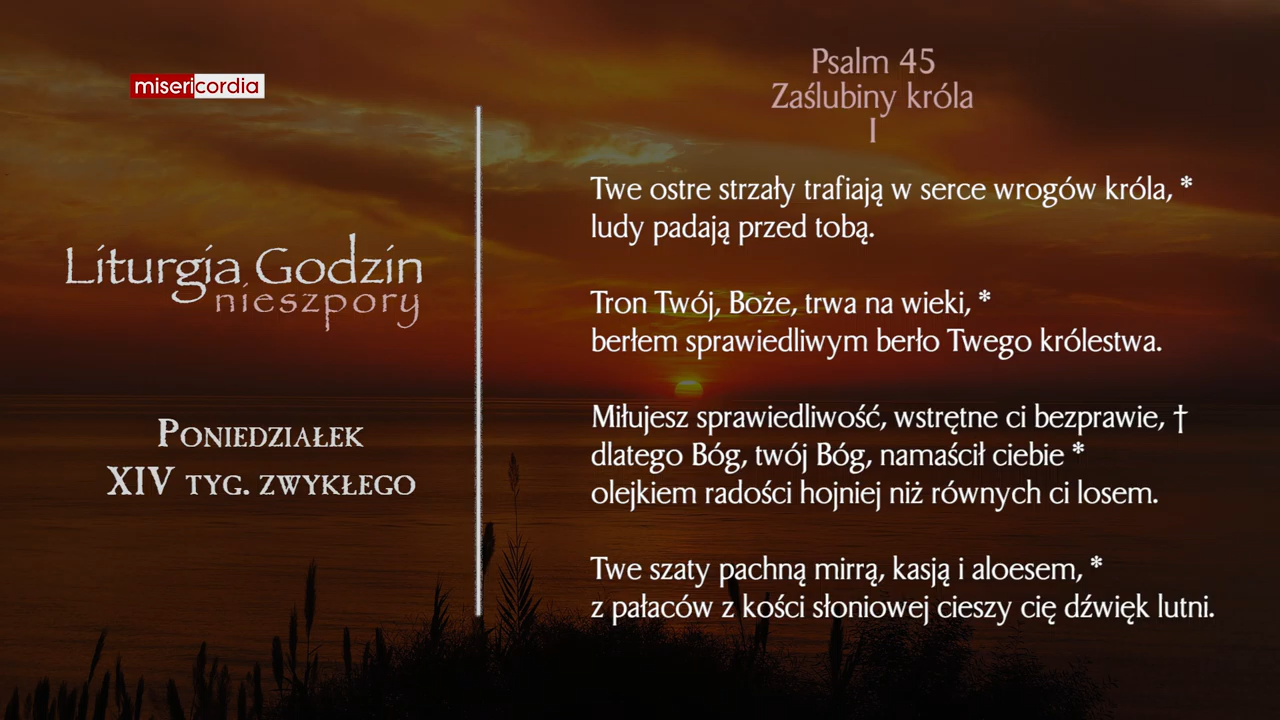 misericordia
Liturgia Godzin
nieszpory
Poniedziałek
XIV tyg. zwykłego
Psalm 45
Zaślubiny króla
I
Twe ostre strzały trafiają w serce wrogów króla, *
ludy padają przed tobą.
Tron Twój, Boże, trwa na wieki, *
berłem sprawiedliwym berło Twego królestwa.
Miłujesz sprawiedliwość, wstrętne ci bezprawie, †
dlatego Bóg, twój Bóg, namaścił ciebie *
olejkiem radości hojniej niż równych ci losem.
Twe szaty pachną mirrą, kasją i aloesem, *
z pałaców z kości słoniowej cieszy cię dźwięk lutni.